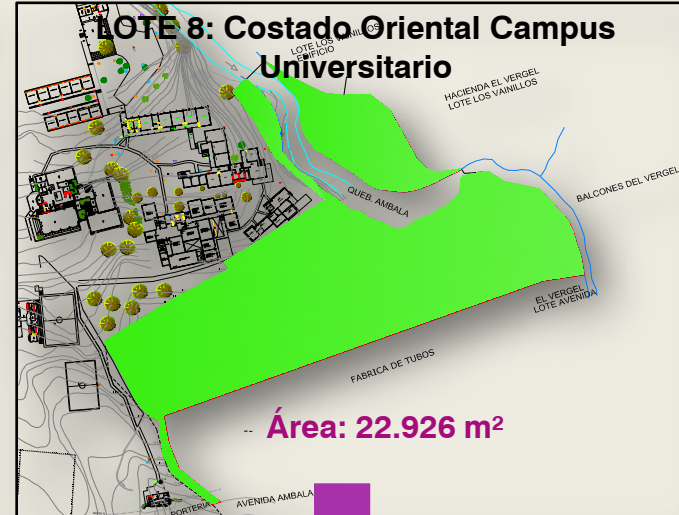 LOTE 8: Costado Oriental Campus
Universitario
LOTE LOS VAINILLOS
EDIFICIO
HACIENDA EL VERGEL
LOTE LOS VAINILLOS
BALCONES DEL VERGEL
QUEB. AMBALA
EL VERGEL
LOTE AVENIDA
FABRICA DE TUBOS
-- Área: 22.926 m²
PORTERIA
AVENIDA AMBALA